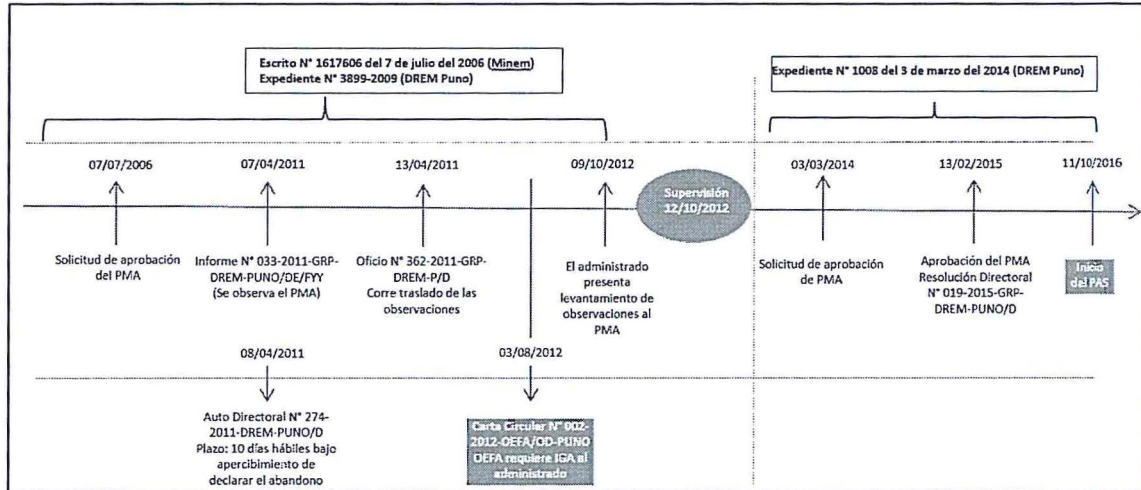 Escrito N° 1617606 del 7 de julio del 2006 (Minem)
Expediente N° 3899-2009 (DREM Puno)
Expediente N° 1008 del 3 de marzo del 2014 (DREM Puno)
07/07/2006
07/04/2011
13/04/2011
09/10/2012
Supervisión
12/10/2012
03/03/2014
13/02/2015
11/10/2016
Solicitud de aprobación
del PMA
Informe N° 033-2011-GRP-
DREM-PUNO/DE/FYY
(Se observa el PMA)
Oficio N° 362-2011-GRP-
DREM-P/D
Corre traslado de las
observaciones
El administrado
presenta
levantamiento de
observaciones al
PMA
Solicitud de aprobación
de PMA
Aprobación del PMA
Resolución Directoral
N° 019-2015-GRP-
DREM-PUNO/D
Inicio
del PAS
08/04/2011
03/08/2012
Auto Directoral N° 274-
2011-DREM-PUNO/D
Plazo: 10 días hábiles bajo
apercibimiento de
declarar el abandono
Carta Circular N° 002-
2012-OEFA/OD-PUNO
OEFA requiere IGA al
administrado